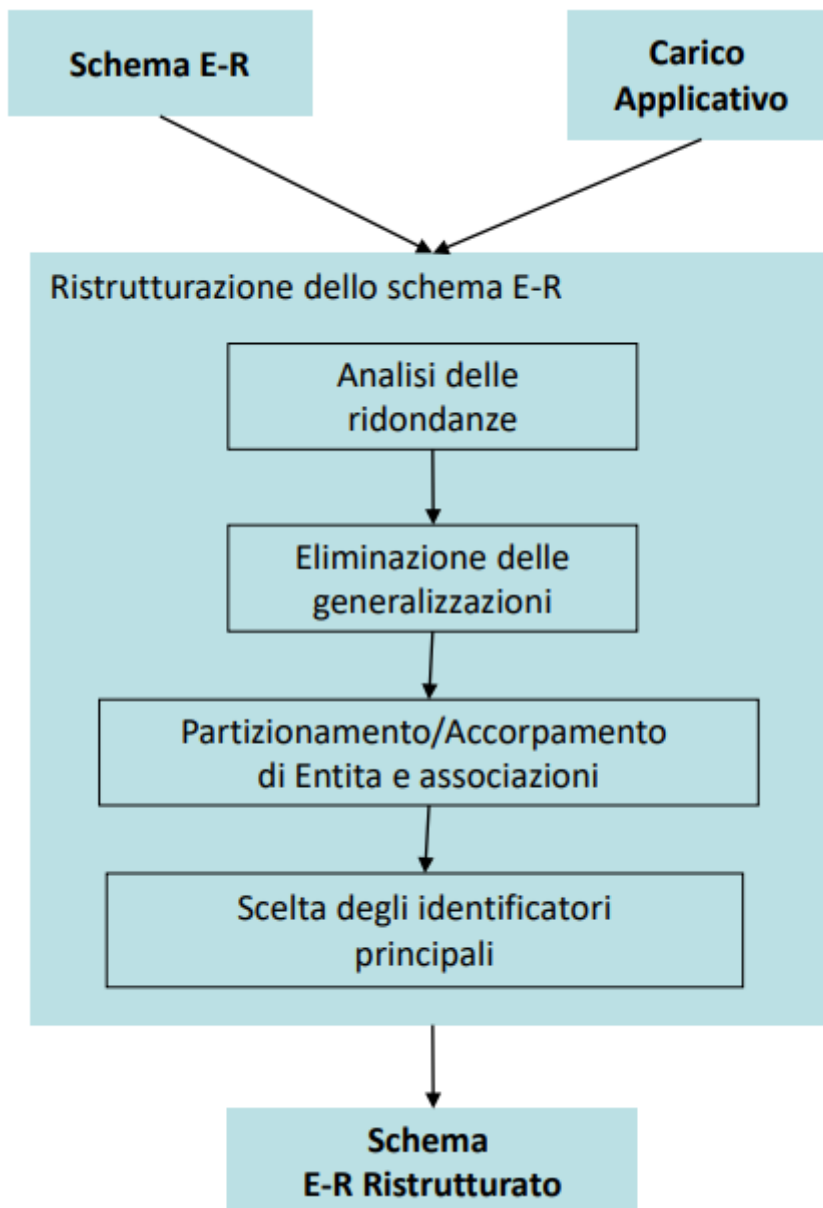 Schema E-R
Carico
Applicativo
Ristrutturazione dello schema E-R
Analisi delle
ridondanze
Eliminazione delle
generalizzazioni
Partizionamento/Accorpamento
di Entita e associazioni
Scelta degli identificatori
principali
Schema
E-R Ristrutturato